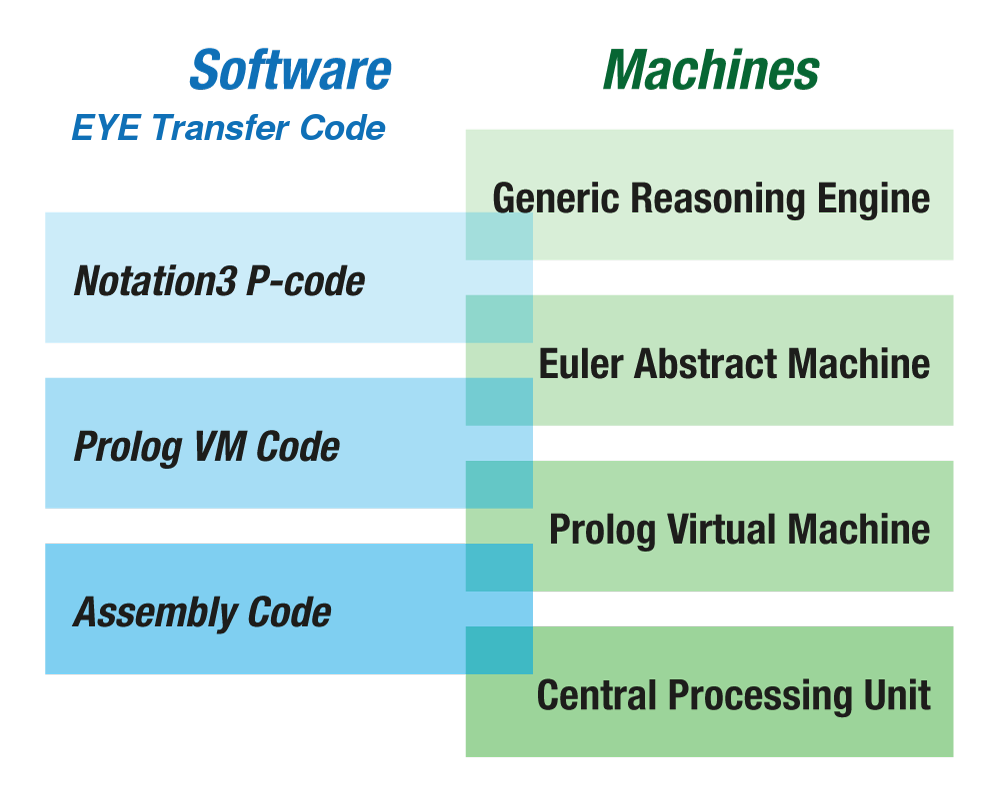 Software
Machines
EYE Transfer Code
Generic Reasoning Engine
Notation3 P-code
Euler Abstract Machine
Prolog VM Code
Prolog Virtual Machine
Assembly Code
Central Processing Unit